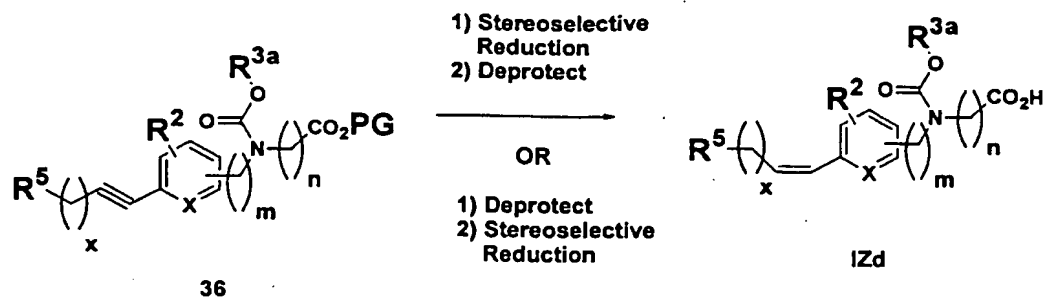 1) Stereoselective
Reduction
2) Deprotect
OR
1) Deprotect
2) Stereoselective
Reduction
R3a
O
O
N
CO2PG
n
R2
m
X
R5
x
36
R3a
O
O
N
CO2H
n
R2
m
X
R5
x
IZd